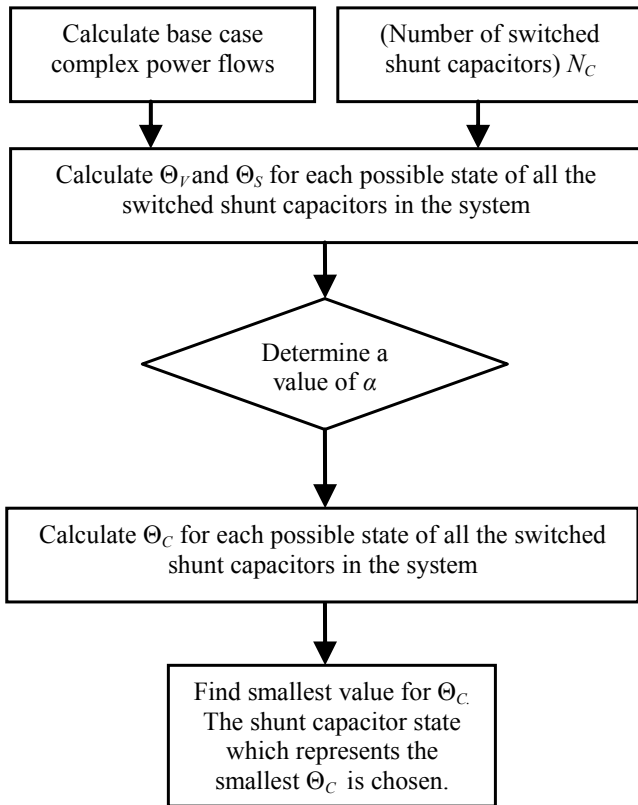 Calculate base case
complex power flows
(Number of switched
shunt capacitors) N_C
Calculate Θ_V and Θ_S for each possible state of all the
switched shunt capacitors in the system
Determine a
value of α
Calculate Θ_C for each possible state of all the switched
shunt capacitors in the system
Find smallest value for Θ_C.
The shunt capacitor state
which represents the
smallest Θ_C is chosen.